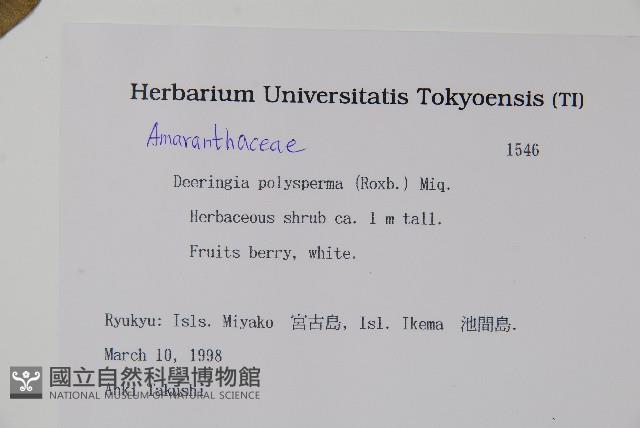 Herbarium Universitatis Tokyoensis (TI)
Amaranthaceae 1546
Deeringia polysperma (Roxb.) Miq.
Herbaceous shrub ca. 1 m tall.
Fruits berry, white.
Ryukyu: Isls. Miyako 宮古島, Isl. Ikema 池間島.
March 10, 1998
國立自然科學博物館
NATIONAL MUSEUM OF NATURAL SCIENCE